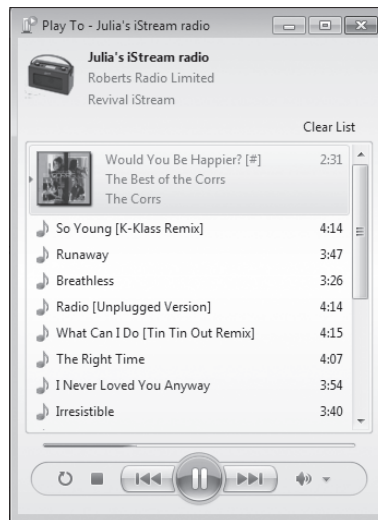 Play To - Julia's iStream radio
Julia's iStream radio
Roberts Radio Limited
Revival iStream
Clear List
Would You Be Happier? [#] 2:31
The Best of the Corrs
The Corrs
So Young [K-Klass Remix] 4:14
Runaway 3:47
Breathless 3:26
Radio [Unplugged Version] 4:14
What Can I Do [Tin Tin Out Remix] 4:15
The Right Time 4:07
I Never Loved You Anyway 3:54
Irresistible 3:40